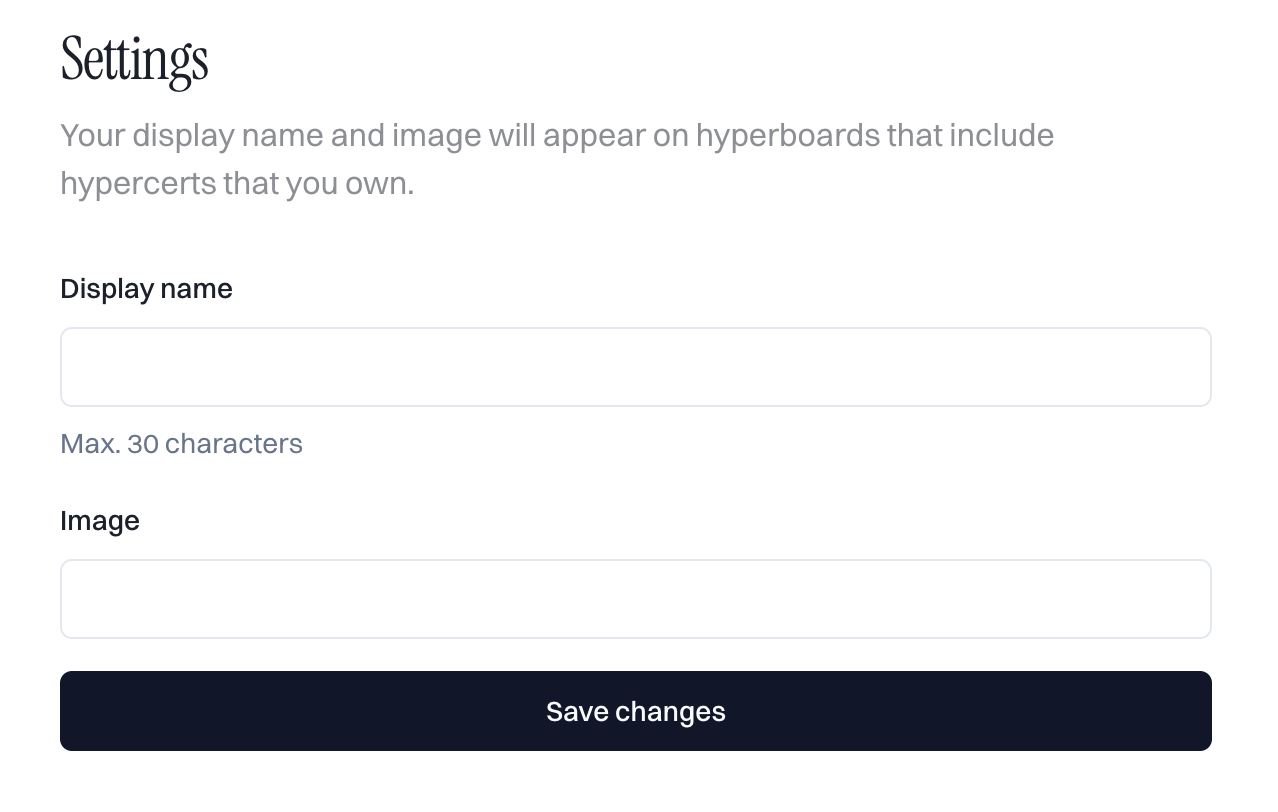 Settings
Your display name and image will appear on hyperboards that include
hypercerts that you own.
Display name
Max. 30 characters
Image
Save changes